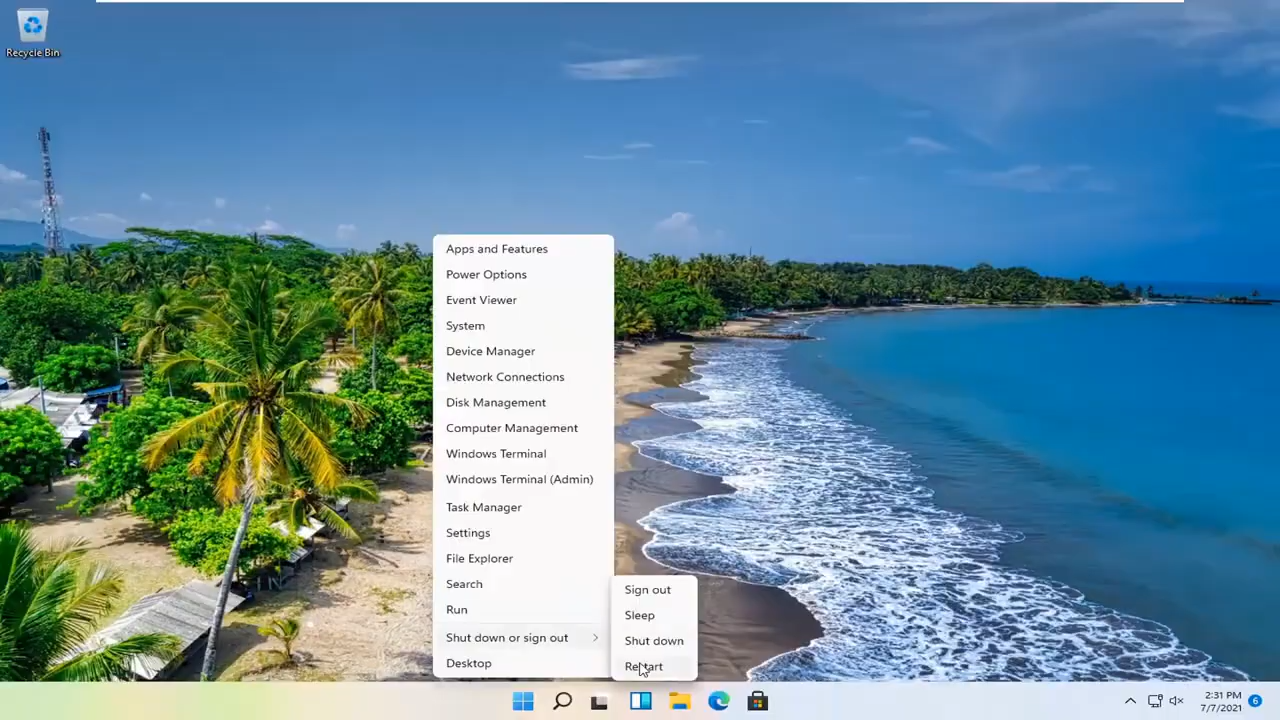 Recycle Bin
Apps and Features
Power Options
Event Viewer
System
Device Manager
Network Connections
Disk Management
Computer Management
Windows Terminal
Windows Terminal (Admin)
Task Manager
Settings
File Explorer
Search
Run
Shut down or sign out
Desktop
Sign out
Sleep
Shut down
Restart
2:31 PM
7/7/2021
6